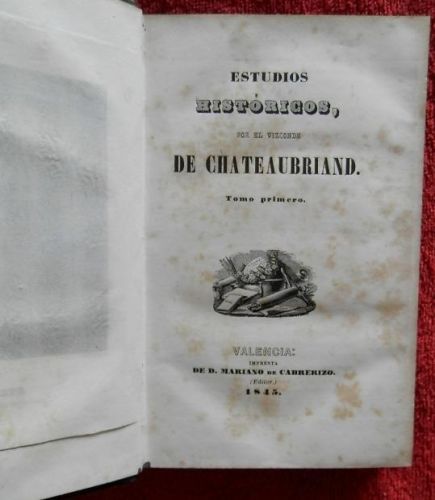 ESTUDIOS
HISTÓRICOS,
POR EL VIZCONDE
DE CHATEAUBRIAND.
Tomo primero.
VALENCIA:
IMPRENTA
DE D. MARIANO DE CABRERIZO.
(Editor.)
1845.